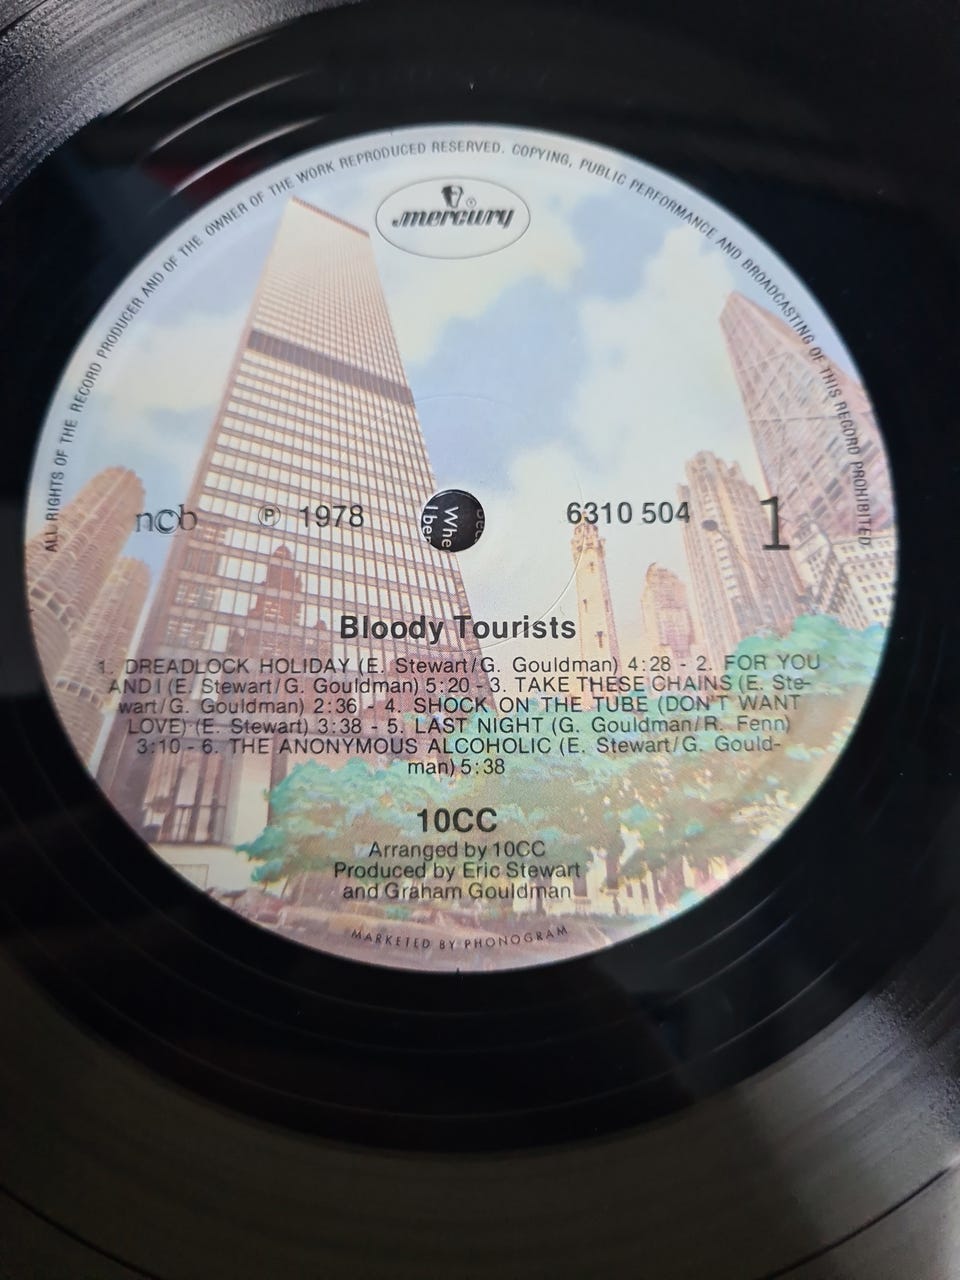 ALL RIGHTS OF THE RECORD PRODUCER AND OF THE OWNER OF THE WORK REPRODUCED RESERVED. COPYING, PUBLIC PERFORMANCE AND BROADCASTING OF THIS RECORD PROHIBITED
mercury ®
ncb ℗ 1978 6310 504 1
Whe
I ber
Bloody Tourists
1. DREADLOCK HOLIDAY (E. Stewart/G. Gouldman) 4:28 - 2. FOR YOU
AND I (E. Stewart/G. Gouldman) 5:20 - 3. TAKE THESE CHAINS (E. Ste-
wart/G. Gouldman) 2:36 - 4. SHOCK ON THE TUBE (DON'T WANT
LOVE) (E. Stewart) 3:38 - 5. LAST NIGHT (G. Gouldman/R. Fenn)
3:10 - 6. THE ANONYMOUS ALCOHOLIC (E. Stewart/G. Gould-
man) 5:38
10CC
Arranged by 10CC
Produced by Eric Stewart
and Graham Gouldman
MARKETED BY PHONOGRAM